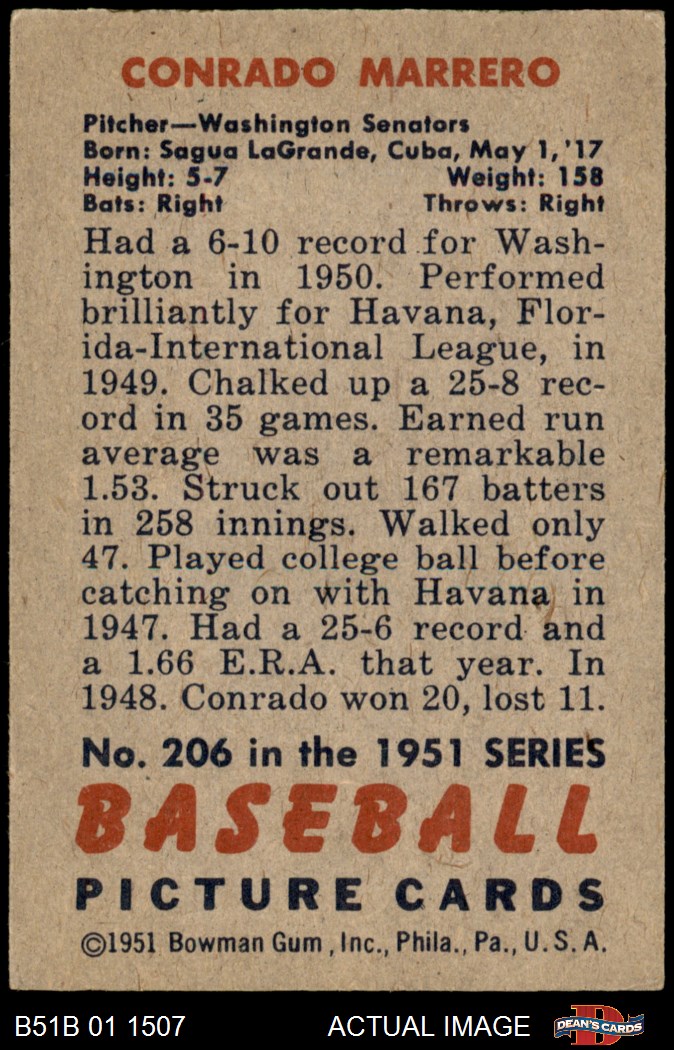 CONRADO MARRERO
Pitcher—Washington Senators
Born: Sagua LaGrande, Cuba, May 1, '17
Height: 5-7 Weight: 158
Bats: Right Throws: Right
Had a 6-10 record for Wash-
ington in 1950. Performed
brilliantly for Havana, Flor-
ida-International League, in
1949. Chalked up a 25-8 rec-
ord in 35 games. Earned run
average was a remarkable
1.53. Struck out 167 batters
in 258 innings. Walked only
47. Played college ball before
catching on with Havana in
1947. Had a 25-6 record and
a 1.66 E.R.A. that year. In
1948. Conrado won 20, lost 11.
No. 206 in the 1951 SERIES
BASEBALL
PICTURE CARDS
©1951 Bowman Gum, Inc., Phila., Pa., U.S.A.
B51B 01 1507 ACTUAL IMAGE D DEAN'S CARDS